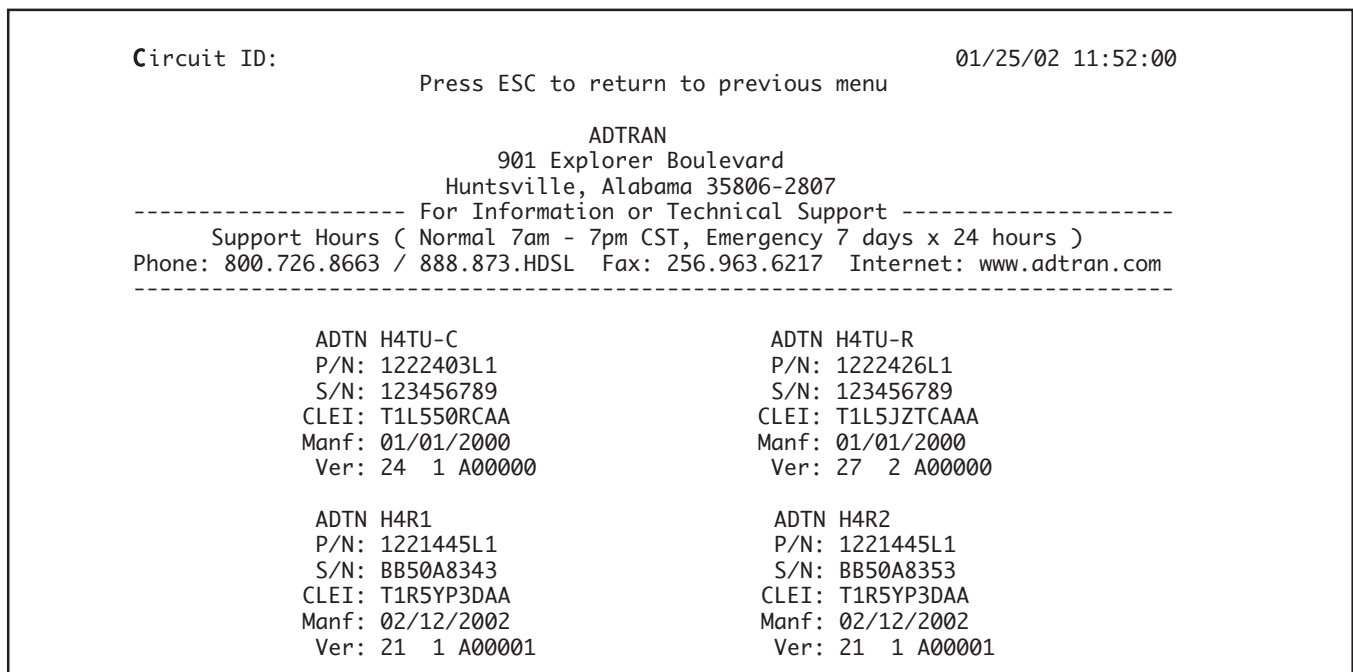 Circuit ID: 01/25/02 11:52:00
Press ESC to return to previous menu
ADTRAN
901 Explorer Boulevard
Huntsville, Alabama 35806-2807
--------------------- For Information or Technical Support ---------------------
Support Hours ( Normal 7am - 7pm CST, Emergency 7 days x 24 hours )
Phone: 800.726.8663 / 888.873.HDSL Fax: 256.963.6217 Internet: www.adtran.com
--------------------------------------------------------------------------------
ADTN H4TU-C ADTN H4TU-R
P/N: 1222403L1 P/N: 1222426L1
S/N: 123456789 S/N: 123456789
CLEI: T1L550RCAA CLEI: T1L5JZTCAAA
Manf: 01/01/2000 Manf: 01/01/2000
Ver: 24 1 A00000 Ver: 27 2 A00000
ADTN H4R1 ADTN H4R2
P/N: 1221445L1 P/N: 1221445L1
S/N: BB50A8343 S/N: BB50A8353
CLEI: T1R5YP3DAA CLEI: T1R5YP3DAA
Manf: 02/12/2002 Manf: 02/12/2002
Ver: 21 1 A00001 Ver: 21 1 A00001